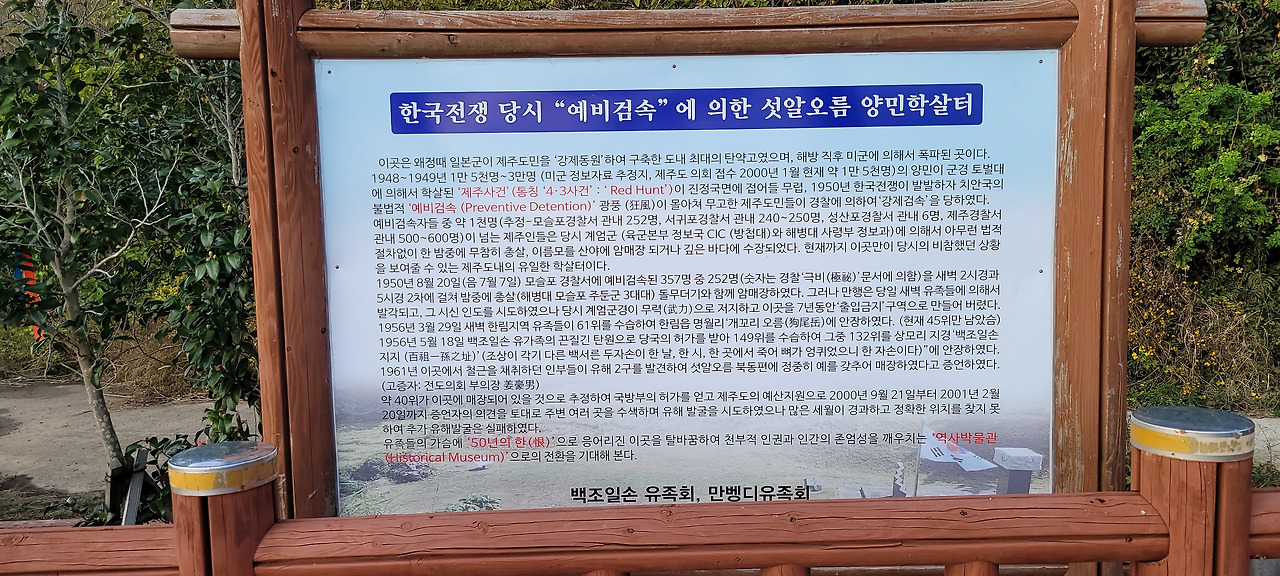 한국전쟁 당시 “예비검속”에 의한 섯알오름 양민학살터
이곳은 왜정때 일본군이 제주도민을 '강제동원'하여 구축한 도내 최대의 탄약고였으며, 해방 직후 미군에 의해서 폭파된 곳이다.
1948~1949년 1만 5천명~3만명 (미군 정보자료 추정지, 제주도 의회 접수 2000년 1월 현재 약 1만 5천명)의 양민이 군경 토벌대
에 의해서 학살된 '제주사건' (통칭 '4·3사건' : ' Red Hunt')이 진정국면에 접어들 무렵, 1950년 한국전쟁이 발발하자 치안국의
불법적 '예비검속 (Preventive Detention)' 광풍 (狂風)이 몰아쳐 무고한 제주도민들이 경찰에 의하여 '강제검속'을 당하였다.
예비검속자들 중 약 1천명(추정-모슬포경찰서 관내 252명, 서귀포경찰서 관내 240~250명, 성산포경찰서 관내 6명, 제주경찰서
관내 500~600명)이 넘는 제주인들은 당시 계엄군 (육군본부 정보국 CIC (방첩대)와 해병대 사령부 정보과)에 의해서 아무런 법적
절차없이 한 밤중에 무참히 총살, 이름모를 산야에 암매장 되거나 깊은 바다에 수장되었다. 현재까지 이곳만이 당시의 비참했던 상황
을 보여줄 수 있는 제주도내의 유일한 학살터이다.
1950년 8월 20일 (음 7월 7일) 모슬포 경찰서에 예비검속된 357명 중 252명 (숫자는 경찰 '극비(極祕)'문서에 의함)을 새벽 2시경과
5시경 2차에 걸쳐 밤중에 총살(해병대 모슬포 주둔군 3대대) 돌무더기와 함께 암매장하였다. 그러나 만행은 당일 새벽 유족들에 의해서
발각되고, 그 시신 인도를 시도하였으나 당시 계엄군경이 무력(武力)으로 저지하고 이곳을 7년동안'출입금지'구역으로 만들어 버렸다.
1956년 3월 29일 새벽 한림지역 유족들이 61위를 수습하여 한림읍 명월리'개꼬리 오름(狗尾岳)에 안장하였다. (현재 45위만 남았슴)
1956년 5월 18일 백조일손 유가족의 끈질긴 탄원으로 당국의 허가를 받아 149위를 수습하여 그중 132위를 상모리 지경'백조일손
지지 (百祖一孫之址)' (조상이 각기 다른 백서른 두자손이 한 날, 한 시, 한 곳에서 죽어 뼈가 엉퀴었으니 한 자손이다)"에 안장하였다.
1961년 이곳에서 철근을 채취하던 인부들이 유해 2구를 발견하여 섯알오름 북동편에 정중히 예를 갖추어 매장하였다고 증언하였다.
(고증자: 전도의회 부의장 姜豪男)
약 40위가 이곳에 매장되어 있을 것으로 추정하여 국방부의 허가를 얻고 제주도의 예산지원으로 2000년 9월 21일부터 2001년 2월
20일까지 증언자의 의견을 토대로 주변 여러 곳을 수색하며 유해 발굴을 시도하였으나 많은 세월이 경과하고 정확한 위치를 찾지 못
하여 추가 유해발굴은 실패하였다.
유족들의 가슴에 '50년의 한(恨)'으로 응어리진 이곳을 탈바꿈하여 천부적 인권과 인간의 존엄성을 깨우치는 '역사박물관
(Historical Museum)'으로의 전환을 기대해 본다.
백조일손 유족회, 만벵디유족회